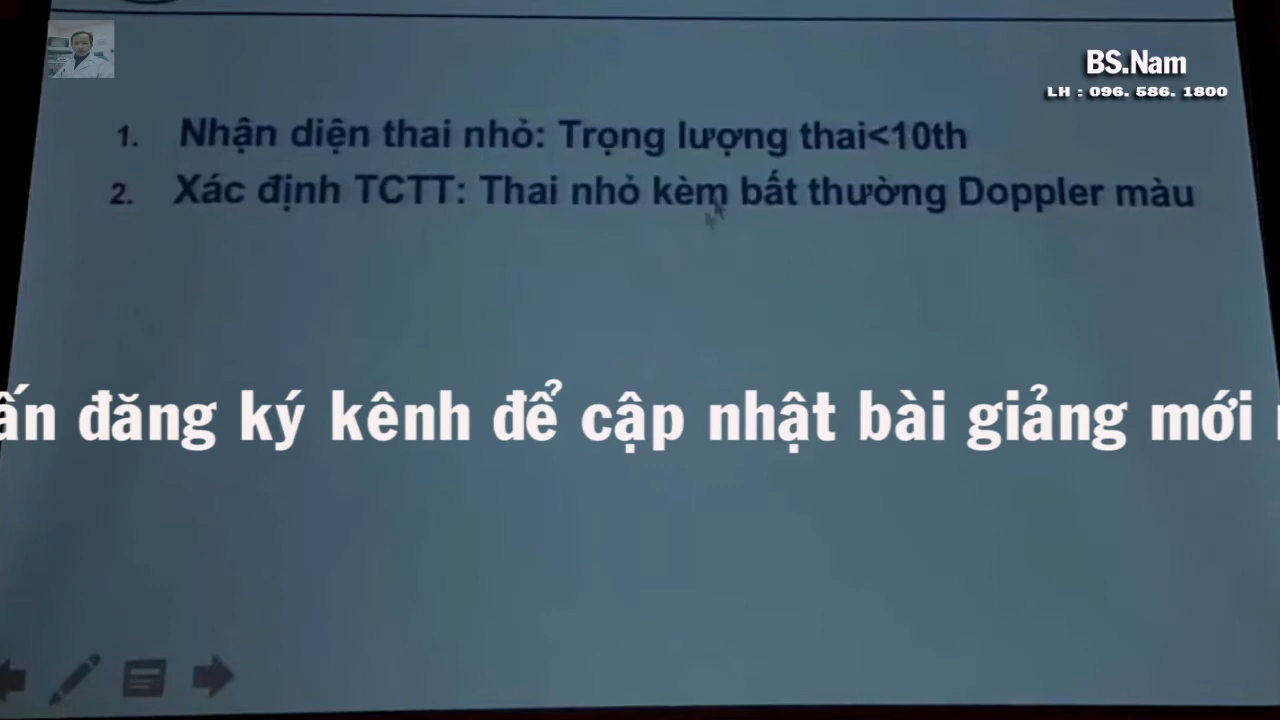 BS.Nam
LH : 096. 586. 1800
1. Nhận diện thai nhỏ: Trọng lượng thai<10th
2. Xác định TCTT: Thai nhỏ kèm bất thường Doppler màu
đăng ký kênh để cập nhật bài giảng mới